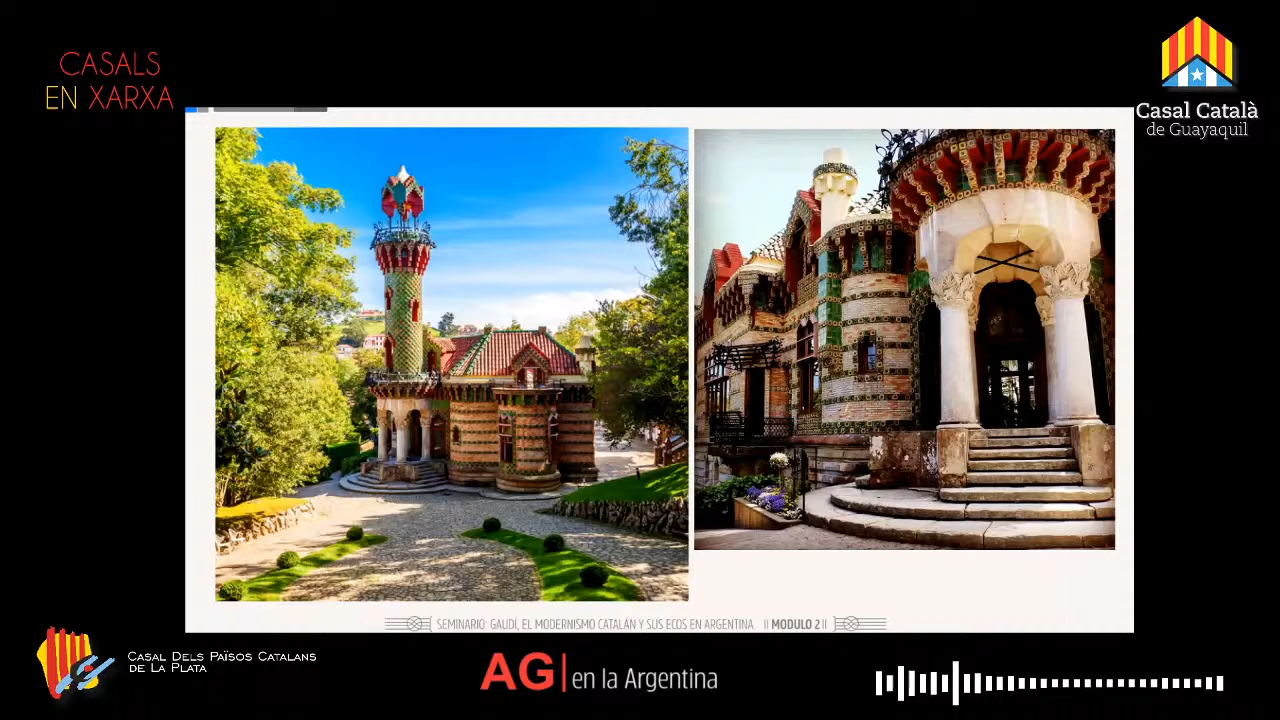 CASALS
EN XARXA
Casal Català
de Guayaquil
SEMINARIO. GAUDÍ, EL MODERNISMO CATALÁN Y SUS ECOS EN ARGENTINA. || MODULO 2 ||
CASAL DELS PAÏSOS CATALANS
DE LA PLATA
AG | en la Argentina